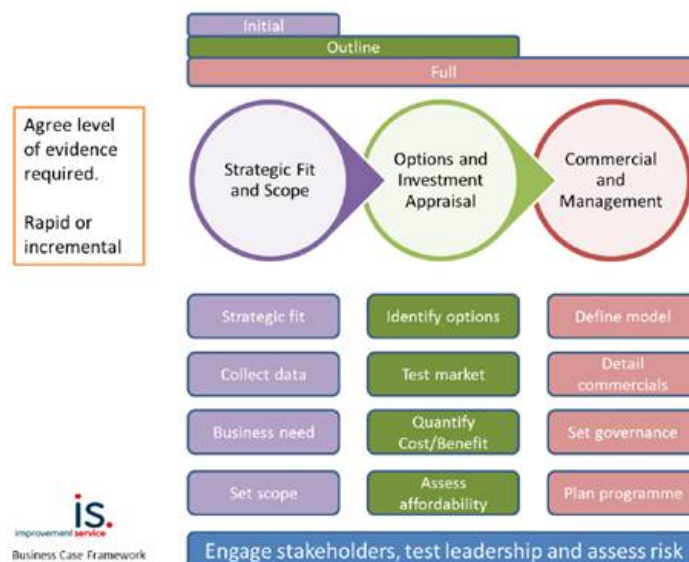 Initial
Outline
Full
Agree level
of evidence
required.
Rapid or
incremental
Strategic Fit
and Scope
Options and
Investment
Appraisal
Commercial
and
Management
Strategic fit
Identify options
Define model
Collect data
Test market
Detail
commercials
Business need
Quantify
Cost/Benefit
Set governance
Set scope
Assess
affordability
Plan programme
is.
improvement service
Business Case Framework
Engage stakeholders, test leadership and assess risk